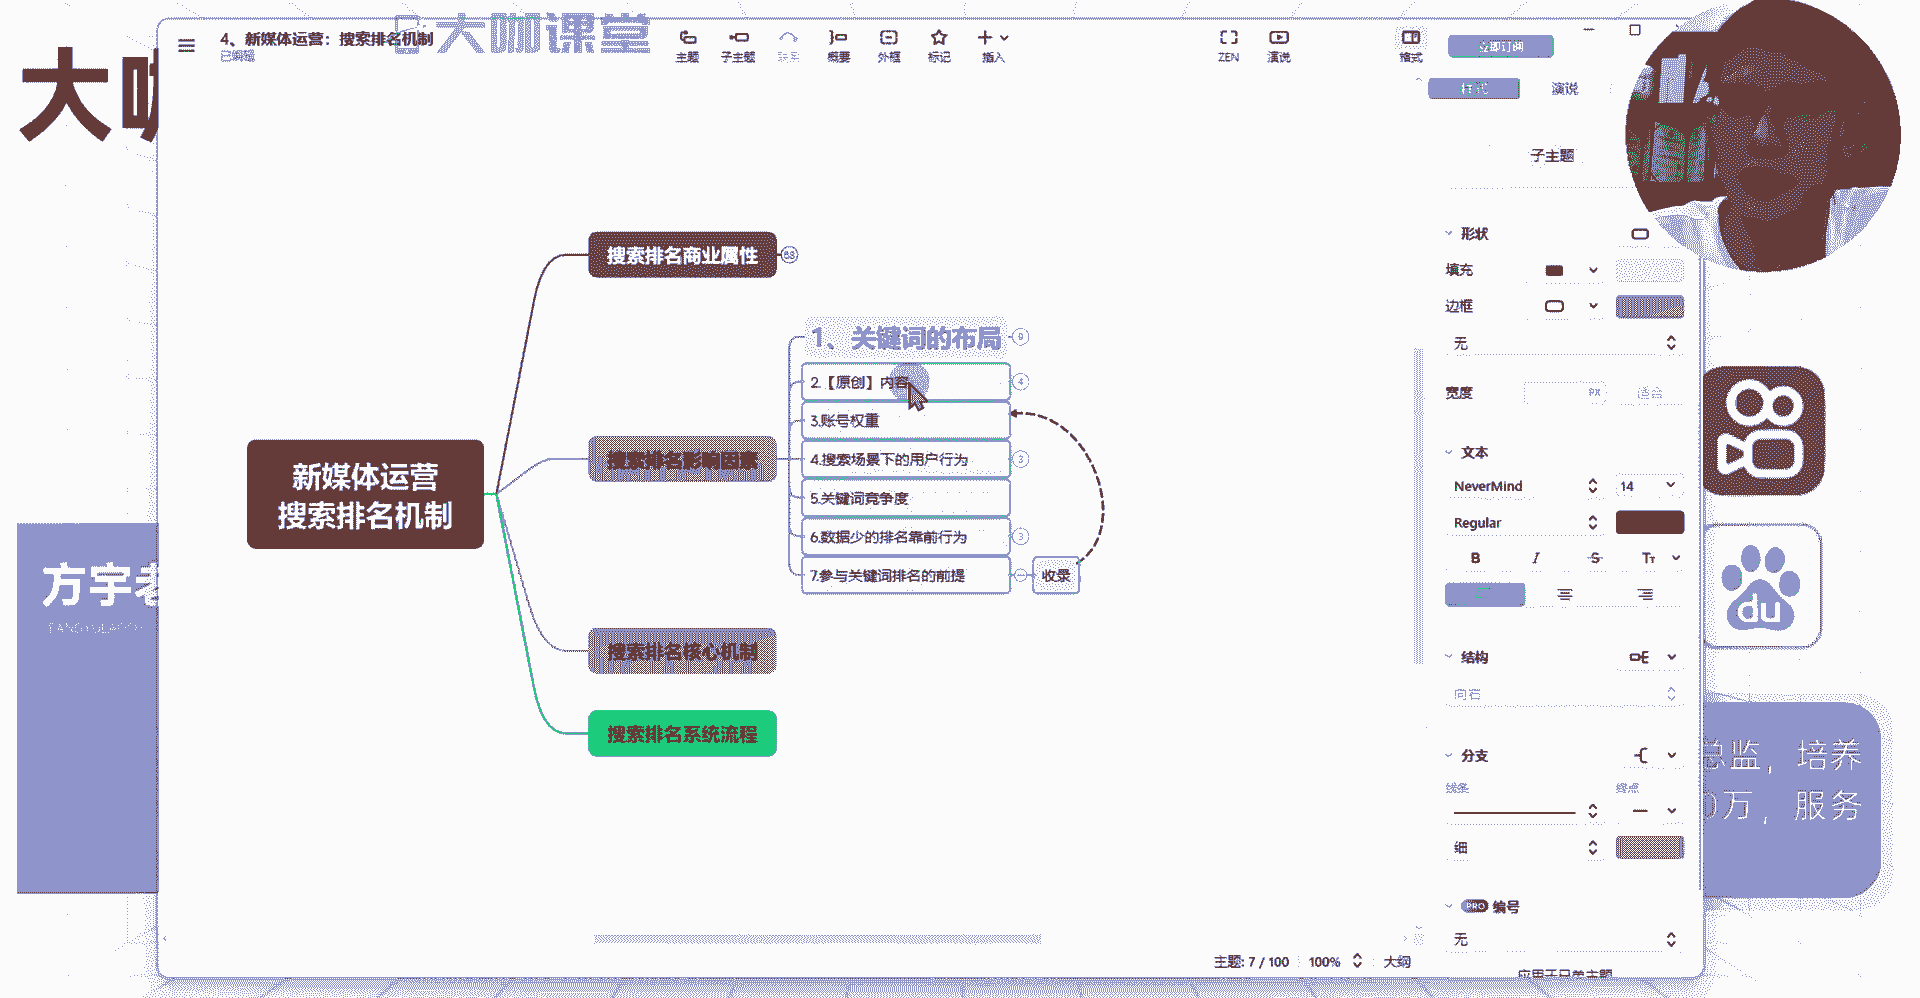 大咖课堂
大咖
4、新媒体运营：搜索排名机制
已编辑
主题
子主题
联系
概要
外框
标记
插入
ZEN
演说
格式
立即订阅
样式
演说
子主题
形状
填充
边框
无
宽度
PX
适合
文本
NeverMind
14
Regular
B
I
S
TT
结构
向右
分支
线条
终点
细
PRO 编号
无
应用于兄弟主题
新媒体运营
搜索排名机制
搜索排名商业属性
搜索排名影响因素
1、关键词的布局
9
2.【原创】内容
4
3.账号权重
4.搜索场景下的用户行为
3
5.关键词竞争度
6.数据少的排名靠前行为
3
7.参与关键词排名的前提
收录
搜索排名核心机制
搜索排名系统流程
主题: 7 / 100
100%
大纲
方宇老
du
总监，培养
0万，服务